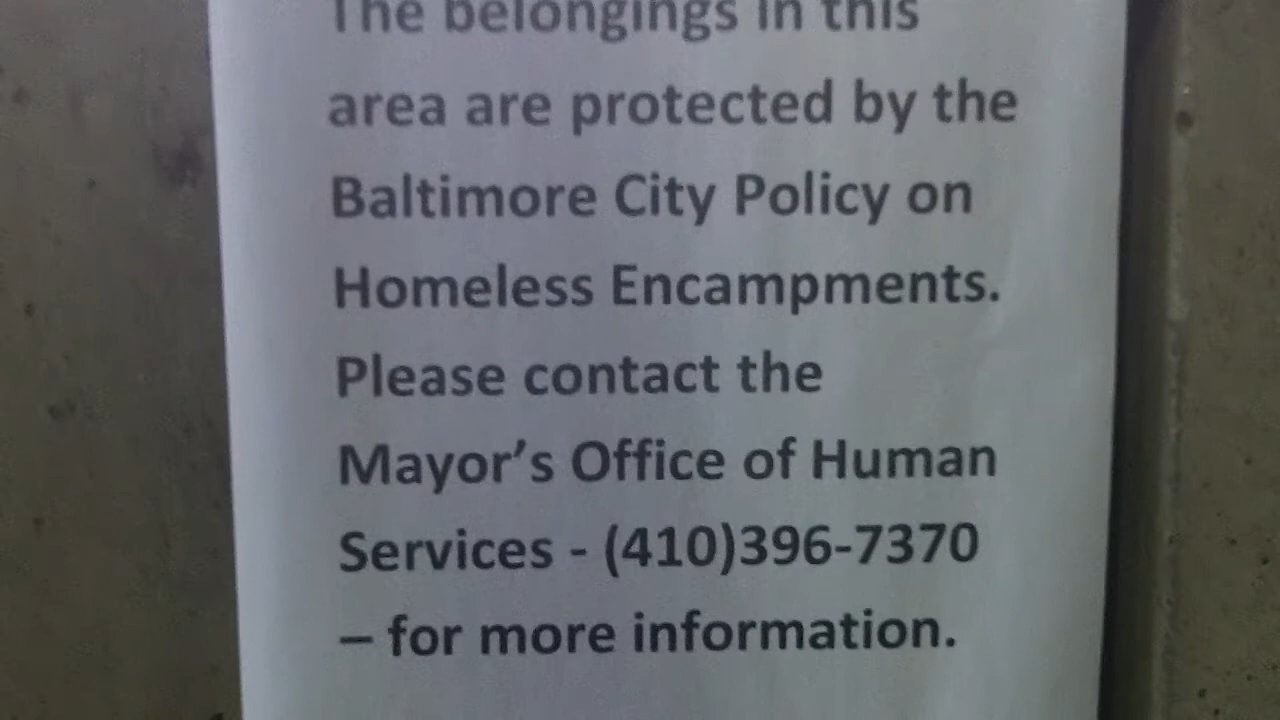 The belongings in this
area are protected by the
Baltimore City Policy on
Homeless Encampments.
Please contact the
Mayor's Office of Human
Services - (410)396-7370
– for more information.